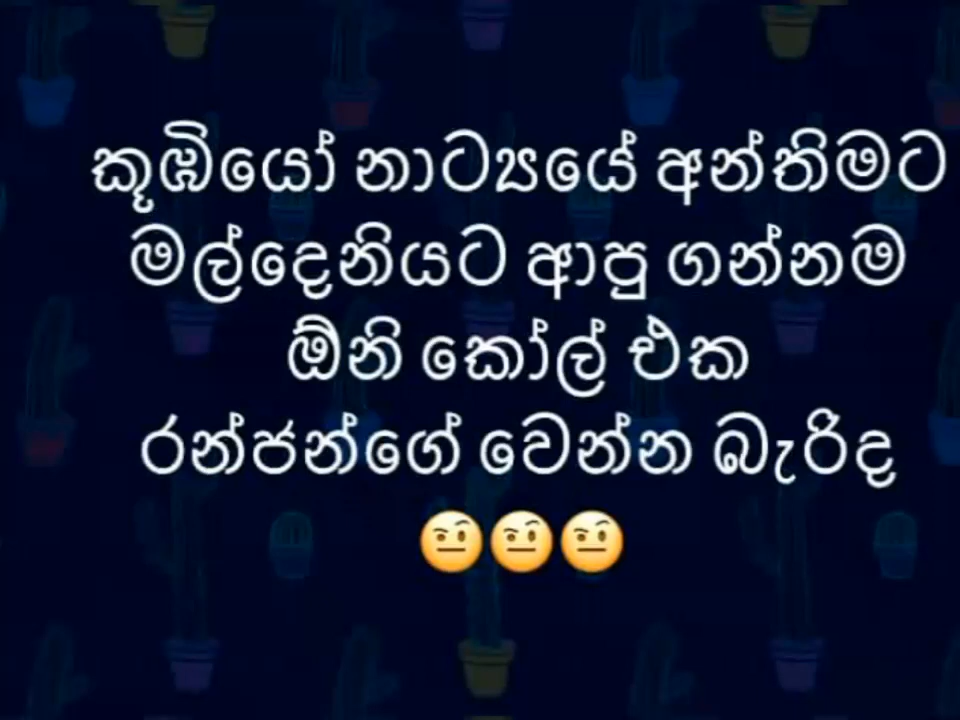 කූඹියෝ නාට්‍යයේ අන්තිමට
මල්දෙනියට ආපු ගන්නම
ඕනි කෝල් එක
රන්ජන්ගේ වෙන්න බැරිද
🤨🤨🤨